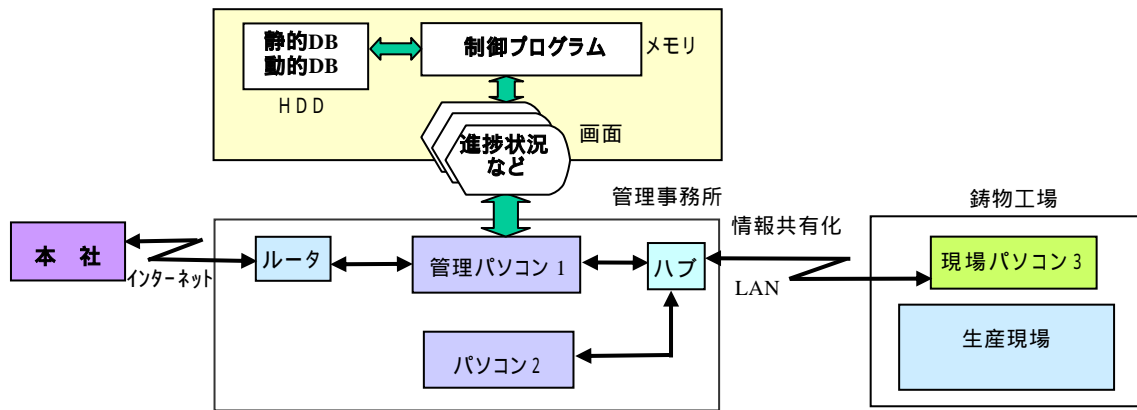 静的DB
動的DB
HDD
制御プログラム
メモリ
進捗状況
など
画面
管理事務所
本 社
インターネット
ルータ
管理パソコン1
ハブ
パソコン2
情報共有化
LAN
鋳物工場
現場パソコン3
生産現場